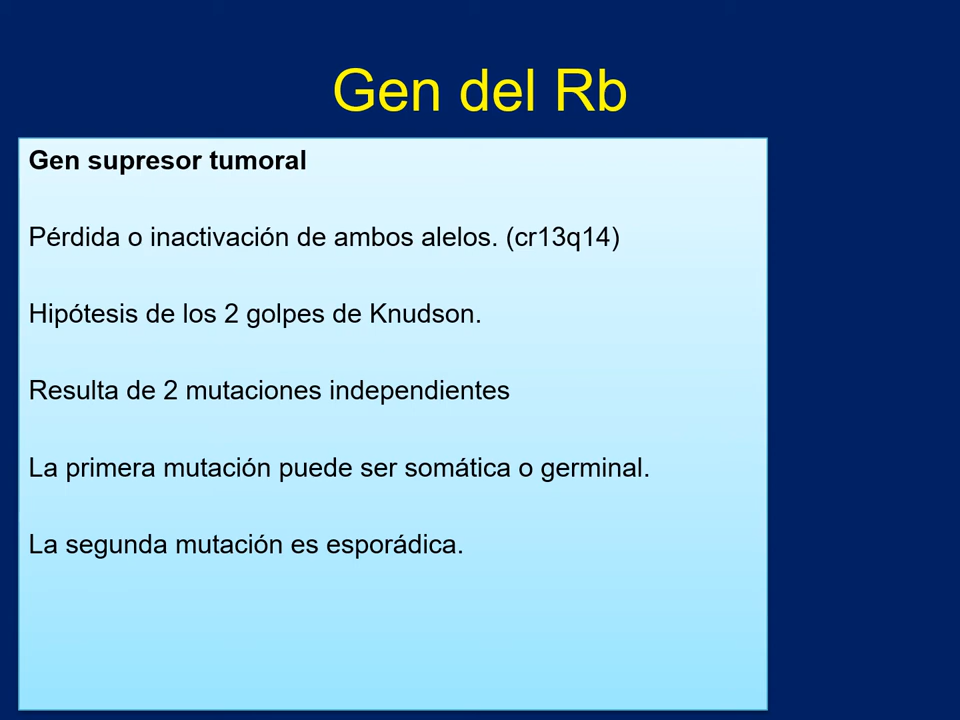 Gen del Rb
Gen supresor tumoral
Pérdida o inactivación de ambos alelos. (cr13q14)
Hipótesis de los 2 golpes de Knudson.
Resulta de 2 mutaciones independientes
La primera mutación puede ser somática o germinal.
La segunda mutación es esporádica.